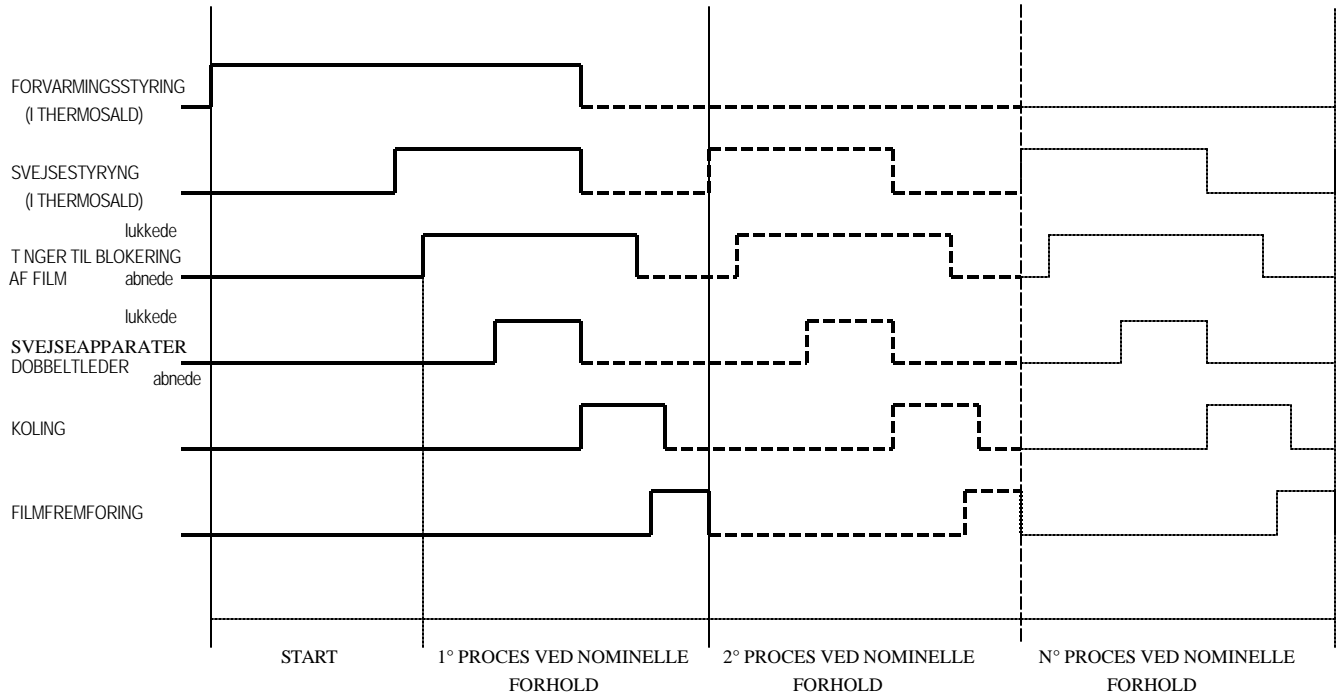 FORVARMINGSSTYRING
(I THERMOSALD)
SVEJSESTYRYNG
(I THERMOSALD)
lukkede
T NGER TIL BLOKERING
AF FILM abnede
lukkede
SVEJSEAPPARATER
DOBBELTLEDER
abnede
KOLING
FILMFREMFORING
START
1° PROCES VED NOMINELLE
FORHOLD
2° PROCES VED NOMINELLE
FORHOLD
N° PROCES VED NOMINELLE
FORHOLD